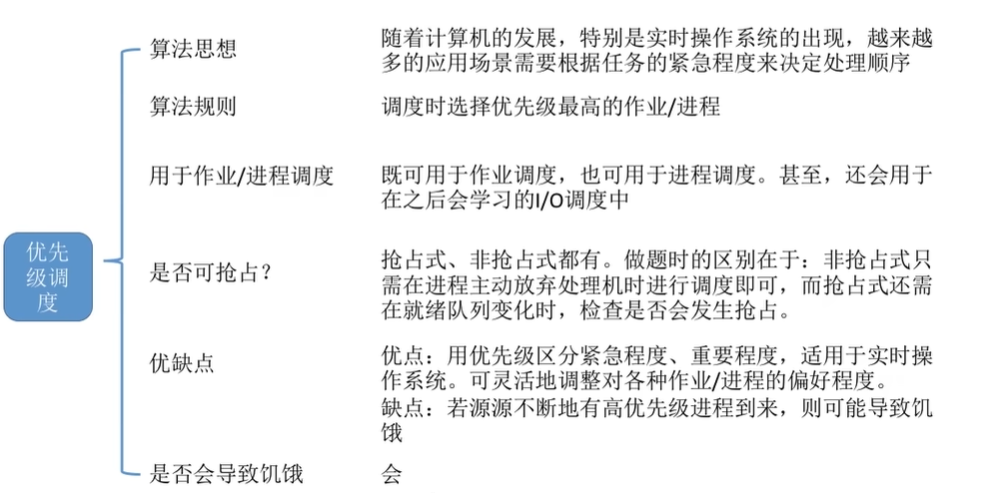 优先
级调
度
算法思想
随着计算机的发展，特别是实时操作系统的出现，越来越
多的应用场景需要根据任务的紧急程度来决定处理顺序
算法规则
调度时选择优先级最高的作业/进程
用于作业/进程调度
既可用于作业调度，也可用于进程调度。甚至，还会用于
在之后会学习的I/O调度中
是否可抢占？
抢占式、非抢占式都有。做题时的区别在于：非抢占式只
需在进程主动放弃处理机时进行调度即可，而抢占式还需
在就绪队列变化时，检查是否会发生抢占。
优缺点
优点：用优先级区分紧急程度、重要程度，适用于实时操
作系统。可灵活地调整对各种作业/进程的偏好程度。
缺点：若源源不断地有高优先级进程到来，则可能导致饥
饿
是否会导致饥饿
会